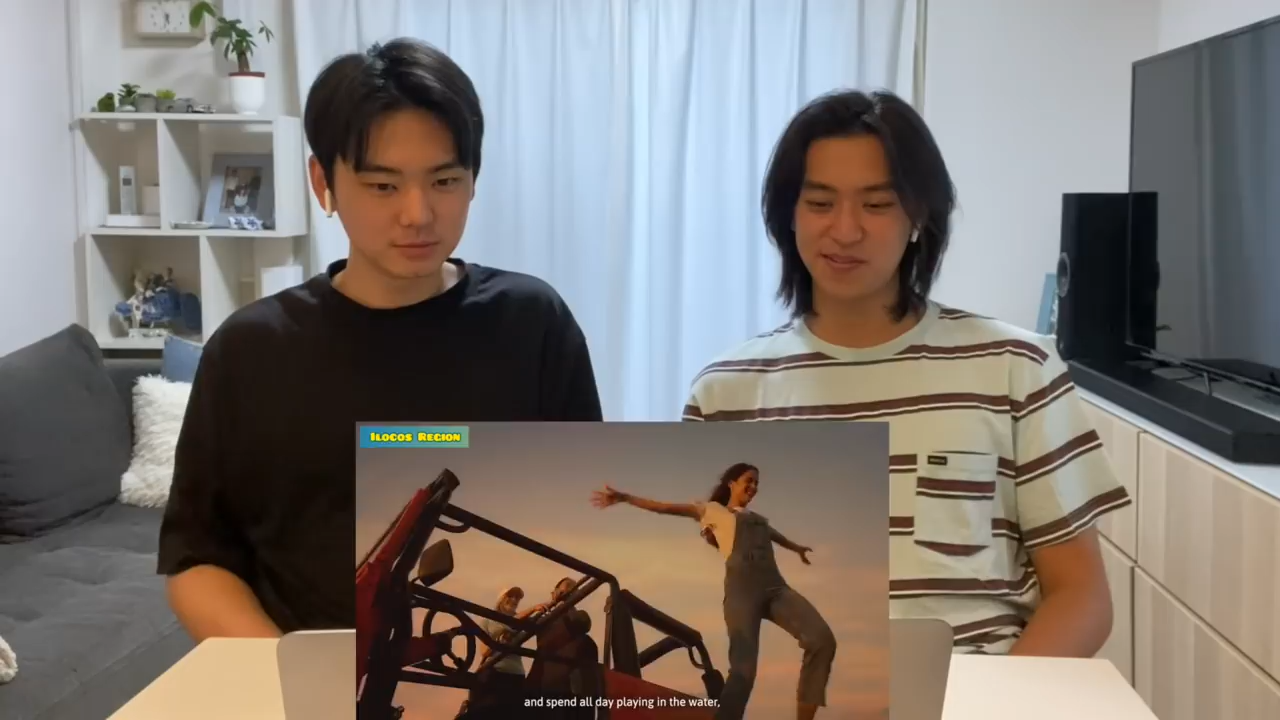 ILOCOS REGION
and spend all day playing in the water,